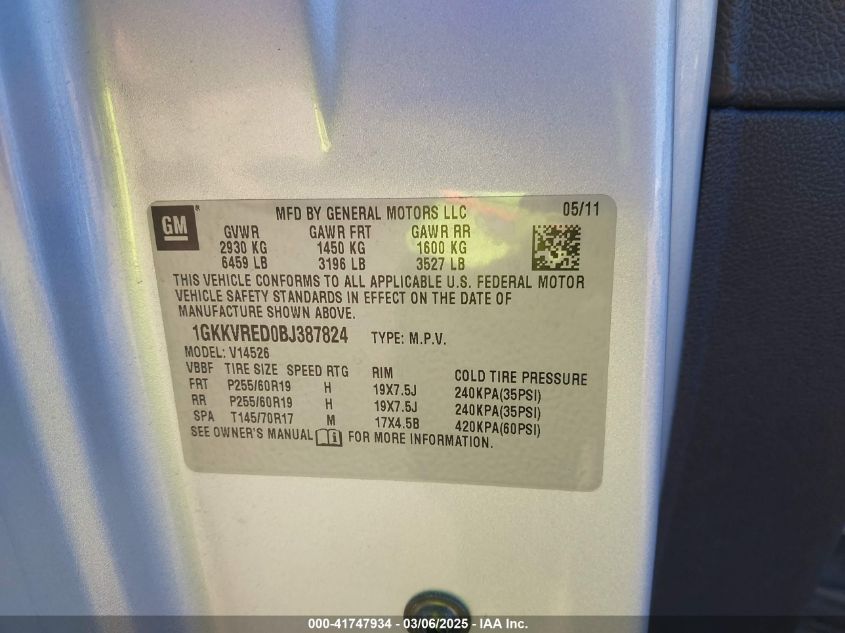 GM ®
MFD BY GENERAL MOTORS LLC 05/11
GVWR GAWR FRT GAWR RR
2930 KG 1450 KG 1600 KG
6459 LB 3196 LB 3527 LB
THIS VEHICLE CONFORMS TO ALL APPLICABLE U.S. FEDERAL MOTOR
VEHICLE SAFETY STANDARDS IN EFFECT ON THE DATE OF
MANUFACTURE SHOWN ABOVE.
1GKKVRED0BJ387824 TYPE: M.P.V.
MODEL: V14526
VBBF TIRE SIZE SPEED RTG RIM COLD TIRE PRESSURE
FRT P255/60R19 H 19X7.5J 240KPA(35PSI)
RR P255/60R19 H 19X7.5J 240KPA(35PSI)
SPA T145/70R17 M 17X4.5B 420KPA(60PSI)
SEE OWNER'S MANUAL FOR MORE INFORMATION.
000-41747934 / 03/06/2025 - IAA Inc.